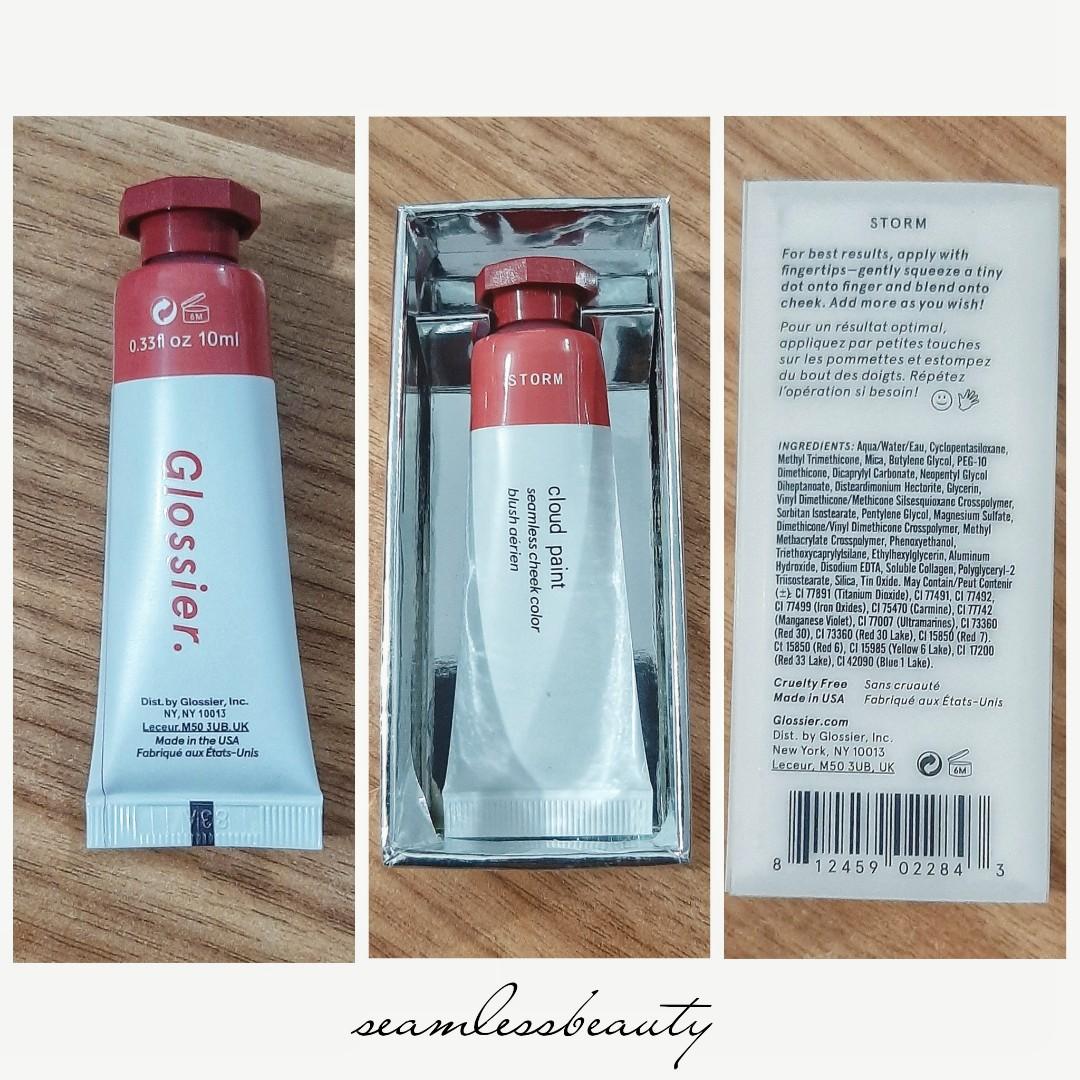 0.33fl oz 10ml
Glossier.
Dist. by Glossier, Inc.
NY, NY 10013
Leceur. M50 3UB. UK
Made in the USA
Fabriqué aux États-Unis
STORM
cloud paint
seamless cheek color
blush aérien
STORM
For best results, apply with
fingertips—gently squeeze a tiny
dot onto finger and blend onto
cheek. Add more as you wish!
Pour un résultat optimal,
appliquez par petites touches
sur les pommettes et estompez
du bout des doigts. Répétez
l'opération si besoin!
INGREDIENTS: Aqua/Water/Eau, Cyclopentasiloxane,
Methyl Trimethicone, Mica, Butylene Glycol, PEG-10
Dimethicone, Dicaprylyl Carbonate, Neopentyl Glycol
Diheptanoate, Disteardimonium Hectorite, Glycerin,
Vinyl Dimethicone/Methicone Silsesquioxane Crosspolymer,
Sorbitan Isostearate, Pentylene Glycol, Magnesium Sulfate,
Dimethicone/Vinyl Dimethicone Crosspolymer, Methyl
Methacrylate Crosspolymer, Phenoxyethanol,
Triethoxycaprylylsilane, Ethylhexylglycerin, Aluminum
Hydroxide, Disodium EDTA, Soluble Collagen, Polyglyceryl-2
Triisostearate, Silica, Tin Oxide. May Contain/Peut Contenir
(±): CI 77891 (Titanium Dioxide), CI 77491, CI 77492,
CI 77499 (Iron Oxides), CI 75470 (Carmine), CI 77742
(Manganese Violet), CI 77007 (Ultramarines), CI 73360
(Red 30), CI 73360 (Red 30 Lake), CI 15850 (Red 7).
Ct 15850 (Red 6), CI 15985 (Yellow 6 Lake), CI 17200
(Red 33 Lake), CI 42090 (Blue 1 Lake).
Cruelty Free Sans cruauté
Made in USA Fabriqué aux États-Unis
Glossier.com
Dist. by Glossier, Inc.
New York, NY 10013
Leceur, M50 3UB, UK
6M
8 12459 02284 3
seamlessbeauty